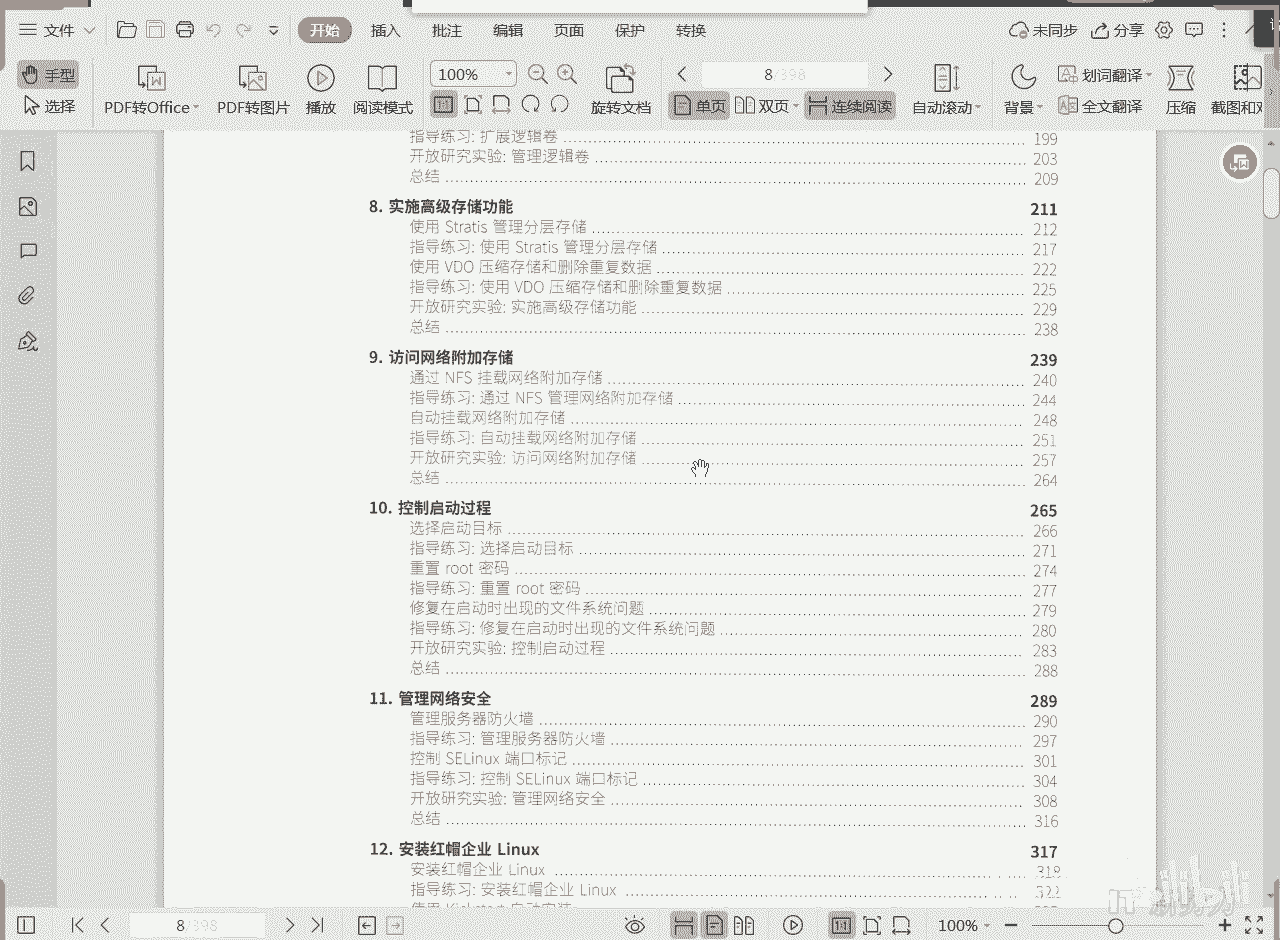 文件
开始 插入 批注 编辑 页面 保护 转换
未同步 分享
手型
选择
PDF转Office
PDF转图片
播放
阅读模式
100%
旋转文档
8/398
单页 双页 连续阅读
自动滚动
背景
划词翻译
全文翻译
压缩
指导练习: 扩展逻辑卷 199
开放研究实验: 管理逻辑卷 203
总结 209
8. 实施高级存储功能 211
使用 Stratis 管理分层存储 212
指导练习: 使用 Stratis 管理分层存储 217
使用 VDO 压缩存储和删除重复数据 222
指导练习: 使用 VDO 压缩存储和删除重复数据 225
开放研究实验: 实施高级存储功能 229
总结 238
9. 访问网络附加存储 239
通过 NFS 挂载网络附加存储 240
指导练习: 通过 NFS 管理网络附加存储 244
自动挂载网络附加存储 248
指导练习: 自动挂载网络附加存储 251
开放研究实验: 访问网络附加存储 257
总结 264
10. 控制启动过程 265
选择启动目标 266
指导练习: 选择启动目标 271
重置 root 密码 274
指导练习: 重置 root 密码 277
修复在启动时出现的文件系统问题 279
指导练习: 修复在启动时出现的文件系统问题 280
开放研究实验: 控制启动过程 283
总结 288
11. 管理网络安全 289
管理服务器防火墙 290
指导练习: 管理服务器防火墙 297
控制 SELinux 端口标记 301
指导练习: 控制 SELinux 端口标记 304
开放研究实验: 管理网络安全 308
总结 316
12. 安装红帽企业 Linux 317
安装红帽企业 Linux 318
指导练习: 安装红帽企业 Linux 322
8/398
100%